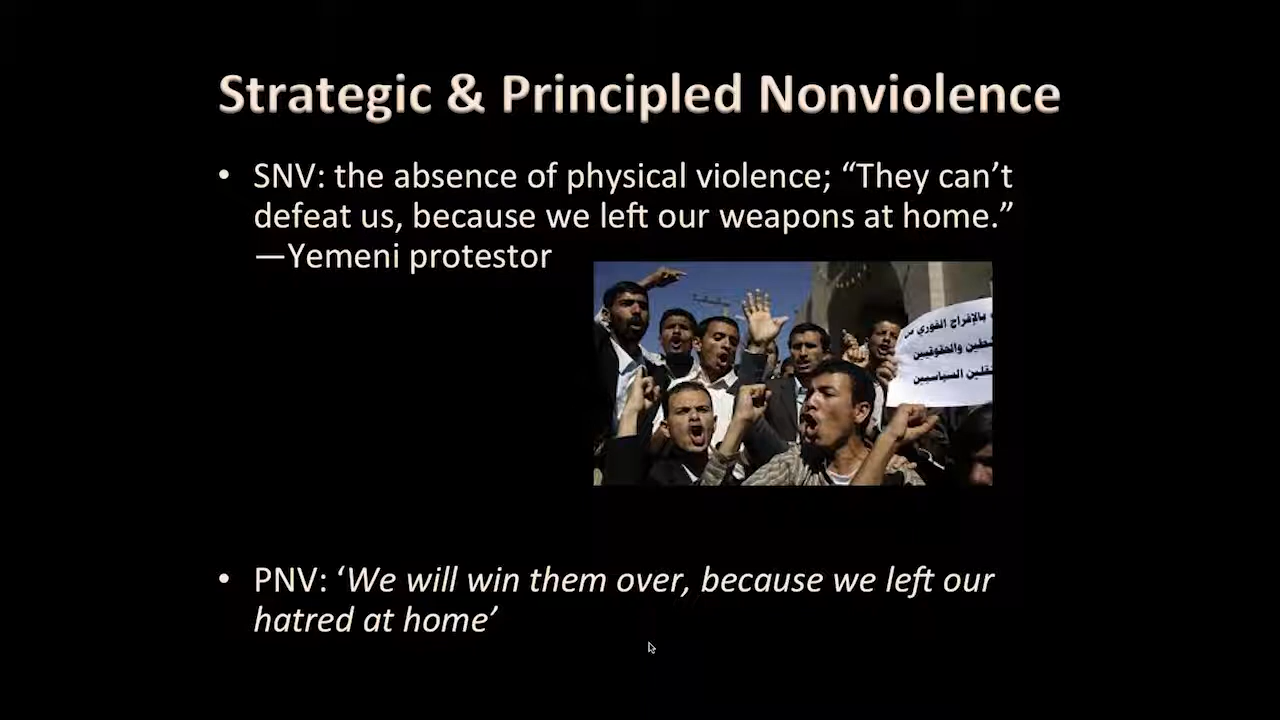 Strategic & Principled Nonviolence
• SNV: the absence of physical violence; “They can’t
defeat us, because we left our weapons at home.”
—Yemeni protestor
بالإفراج الفوري عن
والحقوقيين
السياسيين
• PNV: ‘We will win them over, because we left our
hatred at home’